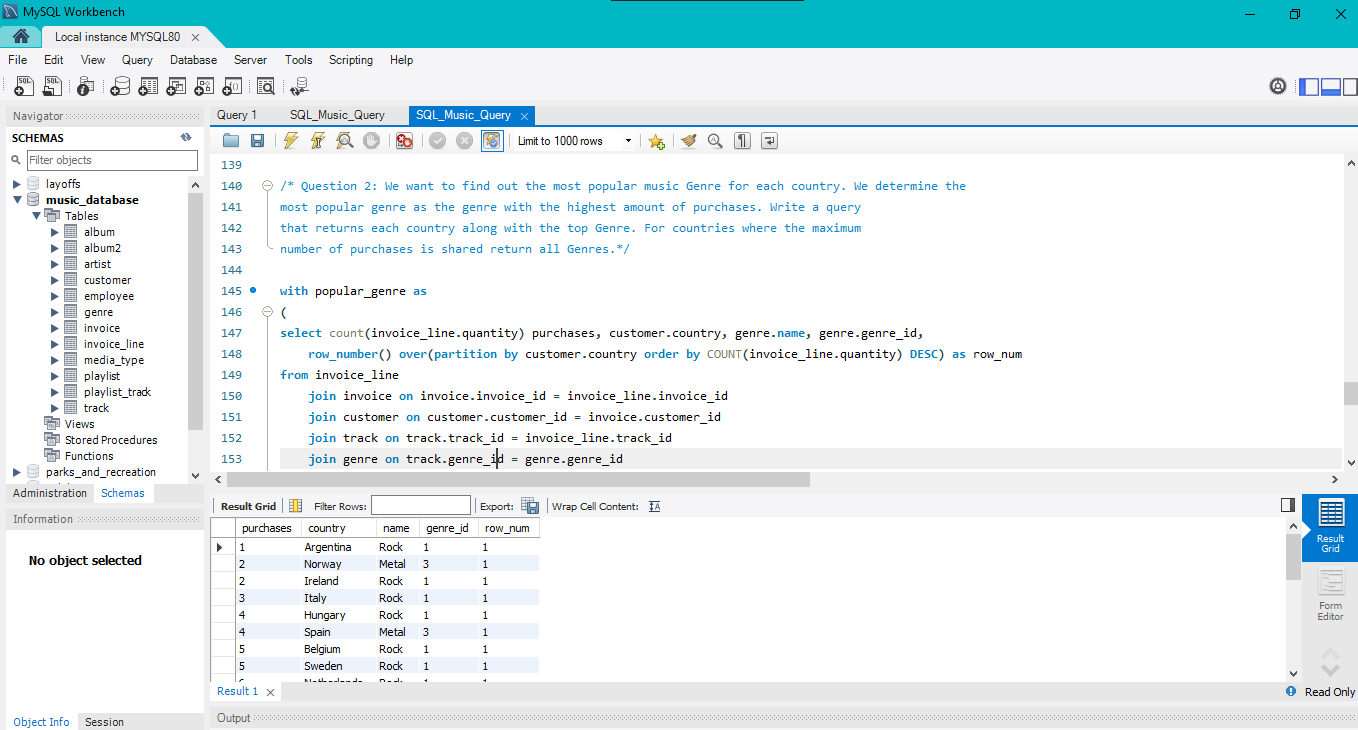 MySQL Workbench
Local instance MYSQL80
File Edit View Query Database Server Tools Scripting Help
Navigator
SCHEMAS
Filter objects
layoffs
music_database
Tables
album
album2
artist
customer
employee
genre
invoice
invoice_line
media_type
playlist
playlist_track
track
Views
Stored Procedures
Functions
parks_and_recreation
Administration Schemas
Information
No object selected
Object Info Session
Query 1 SQL_Music_Query SQL_Music_Query
Limit to 1000 rows
139
140 /* Question 2: We want to find out the most popular music Genre for each country. We determine the
141 most popular genre as the genre with the highest amount of purchases. Write a query
142 that returns each country along with the top Genre. For countries where the maximum
143 number of purchases is shared return all Genres.*/
144
145 with popular_genre as
146 (
147 select count(invoice_line.quantity) purchases, customer.country, genre.name, genre.genre_id,
148 row_number() over(partition by customer.country order by COUNT(invoice_line.quantity) DESC) as row_num
149 from invoice_line
150 join invoice on invoice.invoice_id = invoice_line.invoice_id
151 join customer on customer.customer_id = invoice.customer_id
152 join track on track.track_id = invoice_line.track_id
153 join genre on track.genre_id = genre.genre_id
Result Grid Filter Rows: Export: Wrap Cell Content:
purchases country name genre_id row_num
1 Argentina Rock 1 1
2 Norway Metal 3 1
2 Ireland Rock 1 1
3 Italy Rock 1 1
4 Hungary Rock 1 1
4 Spain Metal 3 1
5 Belgium Rock 1 1
5 Sweden Rock 1 1
Result
Grid
Form
Editor
Result 1
Read Only
Output